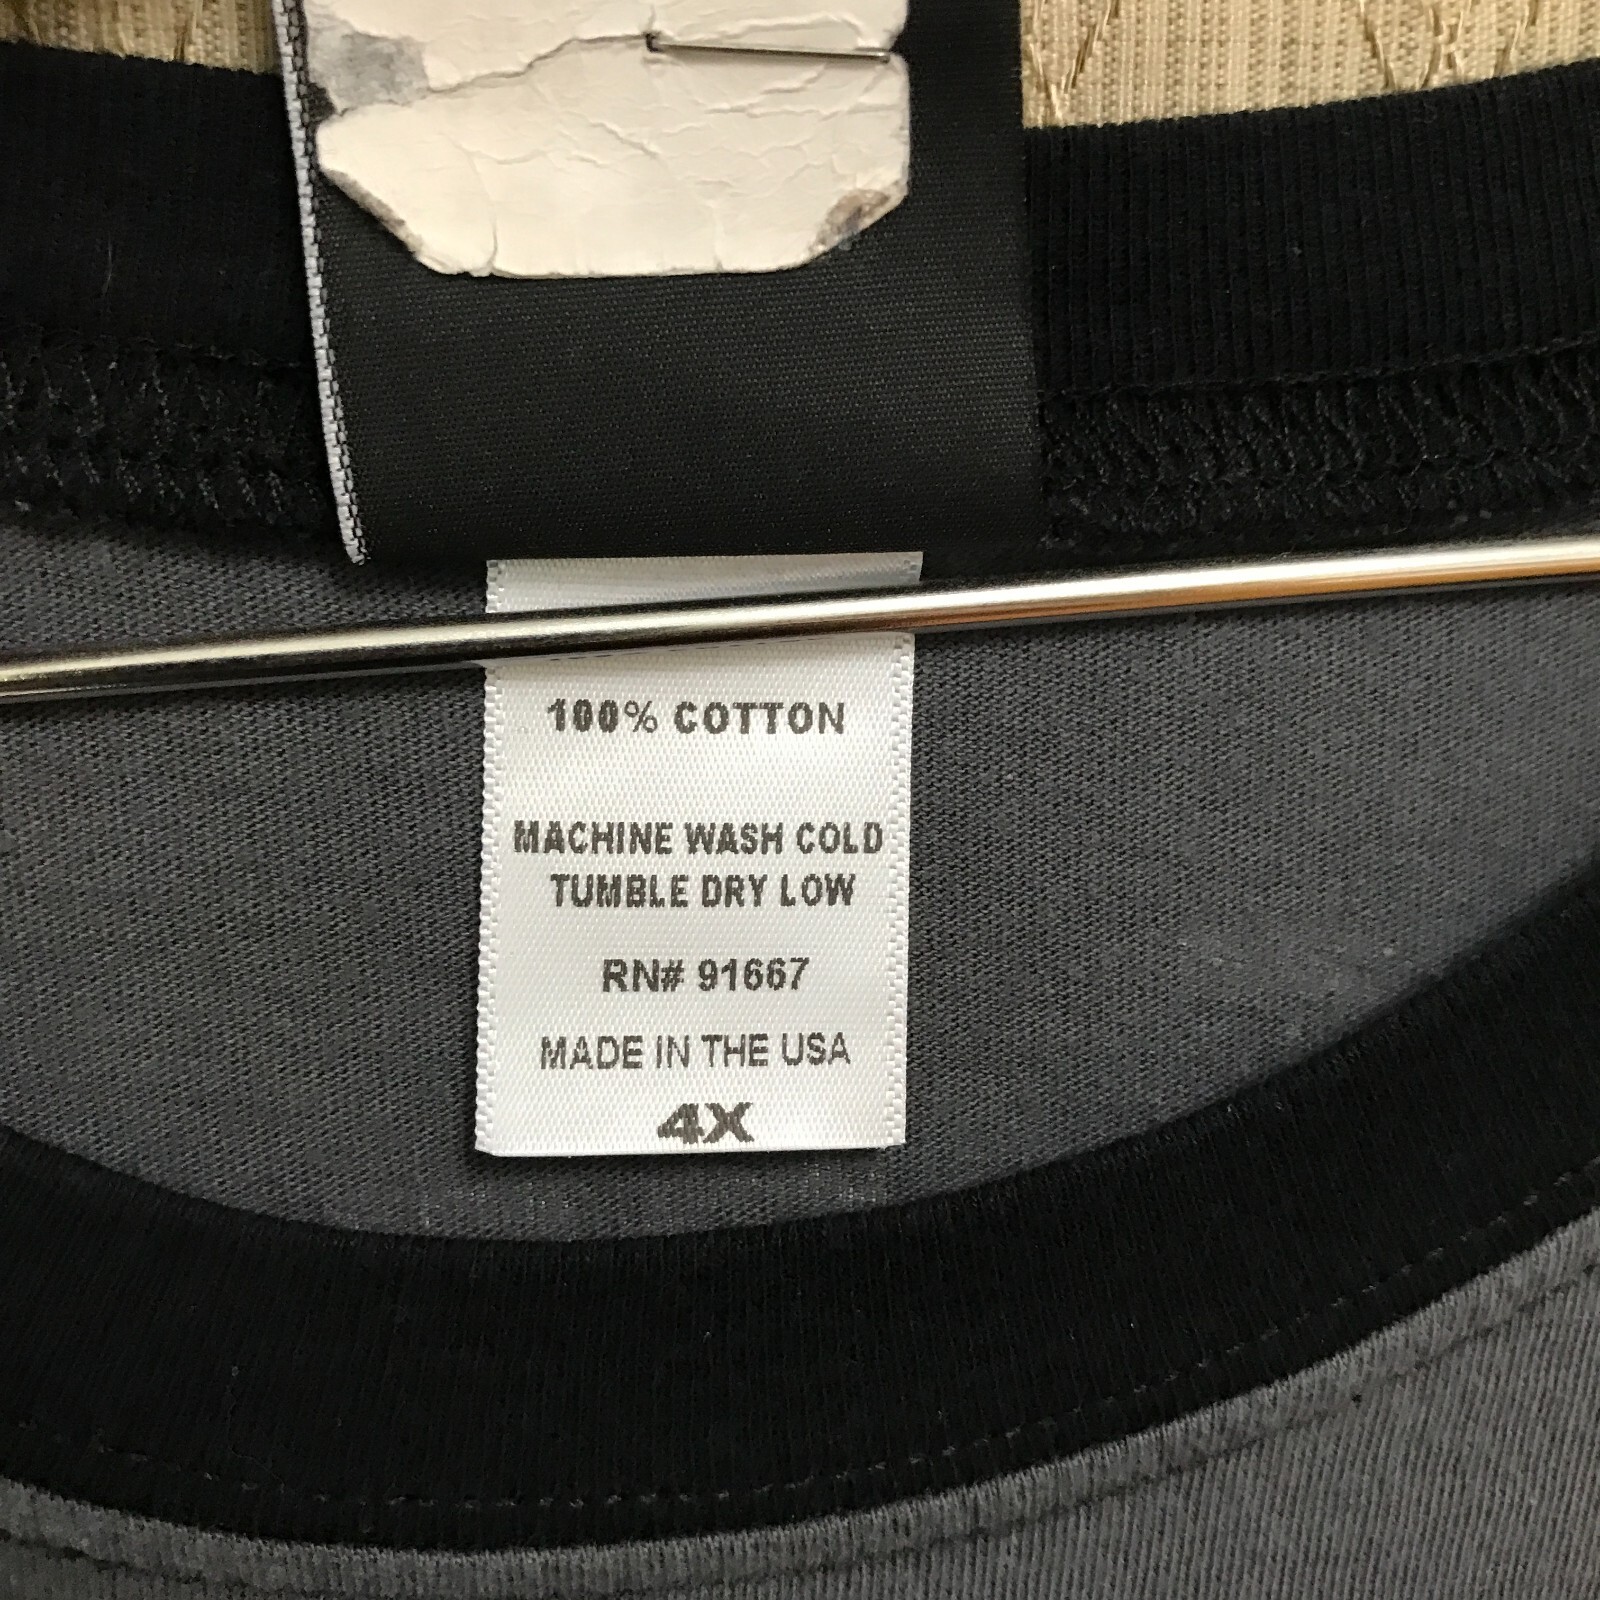 100% COTTON
MACHINE WASH COLD
TUMBLE DRY LOW
RN# 91667
MADE IN THE USA
4X